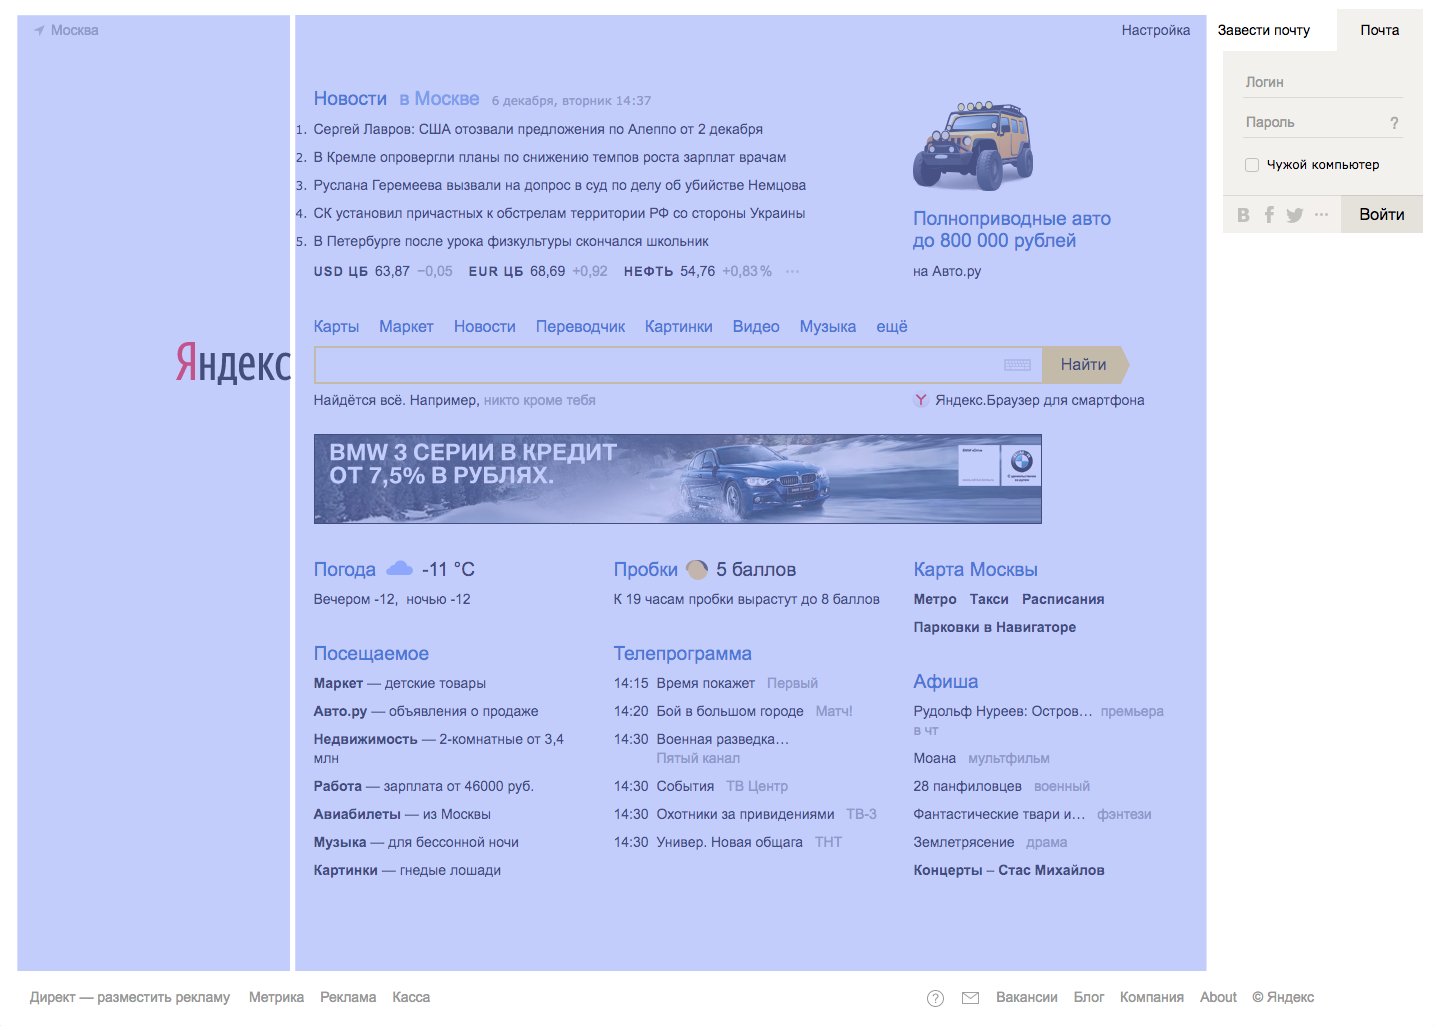 Москва
Настройка
Завести почту
Почта
Логин
Пароль ?
Чужой компьютер
Войти
Новости в Москве 6 декабря, вторник 14:37
1. Сергей Лавров: США отозвали предложения по Алеппо от 2 декабря
2. В Кремле опровергли планы по снижению темпов роста зарплат врачам
3. Руслана Геремеева вызвали на допрос в суд по делу об убийстве Немцова
4. СК установил причастных к обстрелам территории РФ со стороны Украины
5. В Петербурге после урока физкультуры скончался школьник
USD ЦБ 63,87 −0,05 EUR ЦБ 68,69 +0,92 НЕФТЬ 54,76 +0,83 % ···
Полноприводные авто
до 800 000 рублей
на Авто.ру
Карты Маркет Новости Переводчик Картинки Видео Музыка ещё
Яндекс
Найти
Найдётся всё. Например, никто кроме тебя
Яндекс.Браузер для смартфона
BMW 3 СЕРИИ В КРЕДИТ
ОТ 7,5% В РУБЛЯХ.
Погода -11 °C
Вечером -12, ночью -12
Пробки 5 баллов
К 19 часам пробки вырастут до 8 баллов
Карта Москвы
Метро Такси Расписания
Парковки в Навигаторе
Посещаемое
Маркет — детские товары
Авто.ру — объявления о продаже
Недвижимость — 2-комнатные от 3,4
млн
Работа — зарплата от 46000 руб.
Авиабилеты — из Москвы
Музыка — для бессонной ночи
Картинки — гнедые лошади
Телепрограмма
14:15 Время покажет Первый
14:20 Бой в большом городе Матч!
14:30 Военная разведка…
Пятый канал
14:30 События ТВ Центр
14:30 Охотники за привидениями ТВ-3
14:30 Универ. Новая общага ТНТ
Афиша
Рудольф Нуреев: Остров… премьера
в чт
Моана мультфильм
28 панфиловцев военный
Фантастические твари и… фэнтези
Землетрясение драма
Концерты – Стас Михайлов
Директ — разместить рекламу Метрика Реклама Касса
? Вакансии Блог Компания About © Яндекс